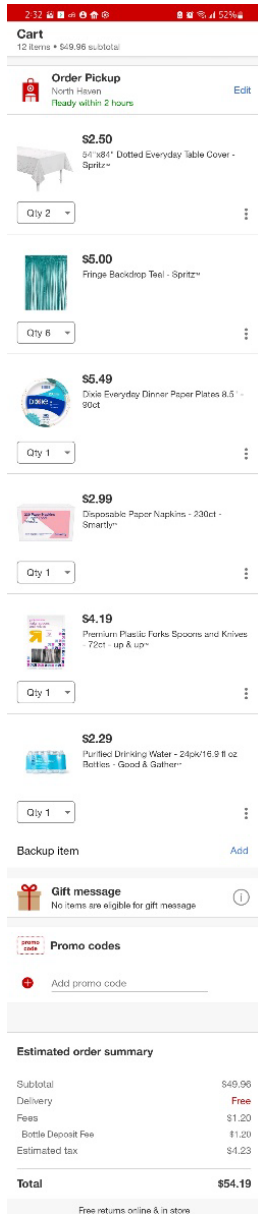 2:32
52%
Cart
12 items • $49.96 subtotal
Order Pickup
North Haven
Edit
Ready within 2 hours
$2.50
54"x84" Dotted Everyday Table Cover -
Spritz™
Qty 2
$5.00
Fringe Backdrop Teal - Spritz™
Qty 6
$5.49
Dixie Everyday Dinner Paper Plates 8.5" -
90ct
Qty 1
$2.99
Disposable Paper Napkins - 230ct -
Smartly™
Qty 1
$4.19
Premium Plastic Forks Spoons and Knives
- 72ct - up & up™
Qty 1
$2.29
Purified Drinking Water - 24pk/16.9 fl oz
Bottles - Good & Gather™
Qty 1
Backup item
Add
Gift message
No items are eligible for gift message
promo
code
Promo codes
Add promo code
Estimated order summary
Subtotal $49.96
Delivery Free
Fees $1.20
Bottle Deposit Fee $1.20
Estimated tax $4.23
Total $54.19
Free returns online & in store